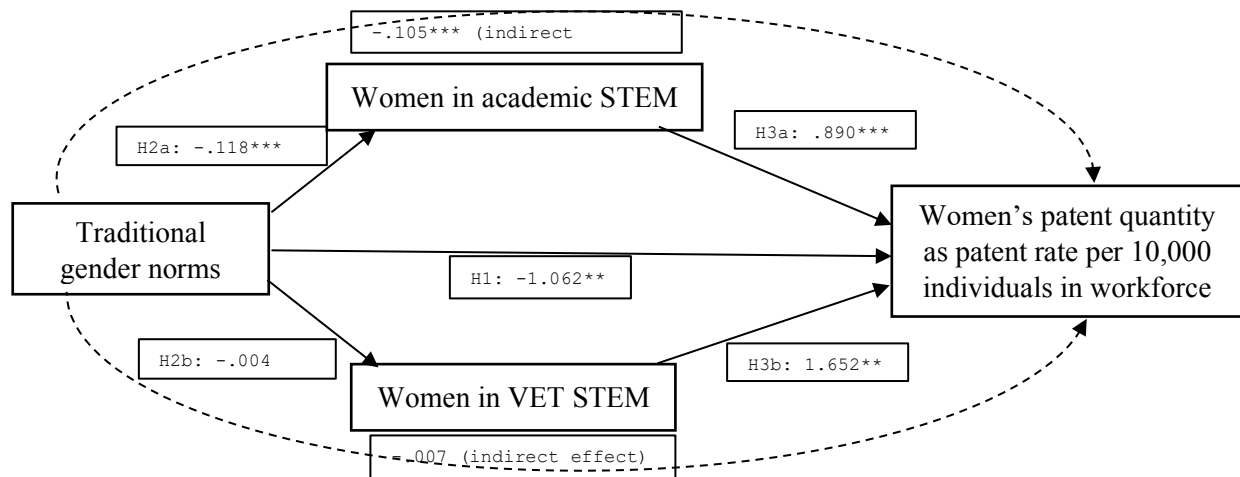 -.105*** (indirect
Women in academic STEM
H2a: -.118***
H3a: .890***
Traditional
gender norms
Women's patent quantity
as patent rate per 10,000
individuals in workforce
H1: -1.062**
H2b: -.004
H3b: 1.652**
Women in VET STEM
-.007 (indirect effect)